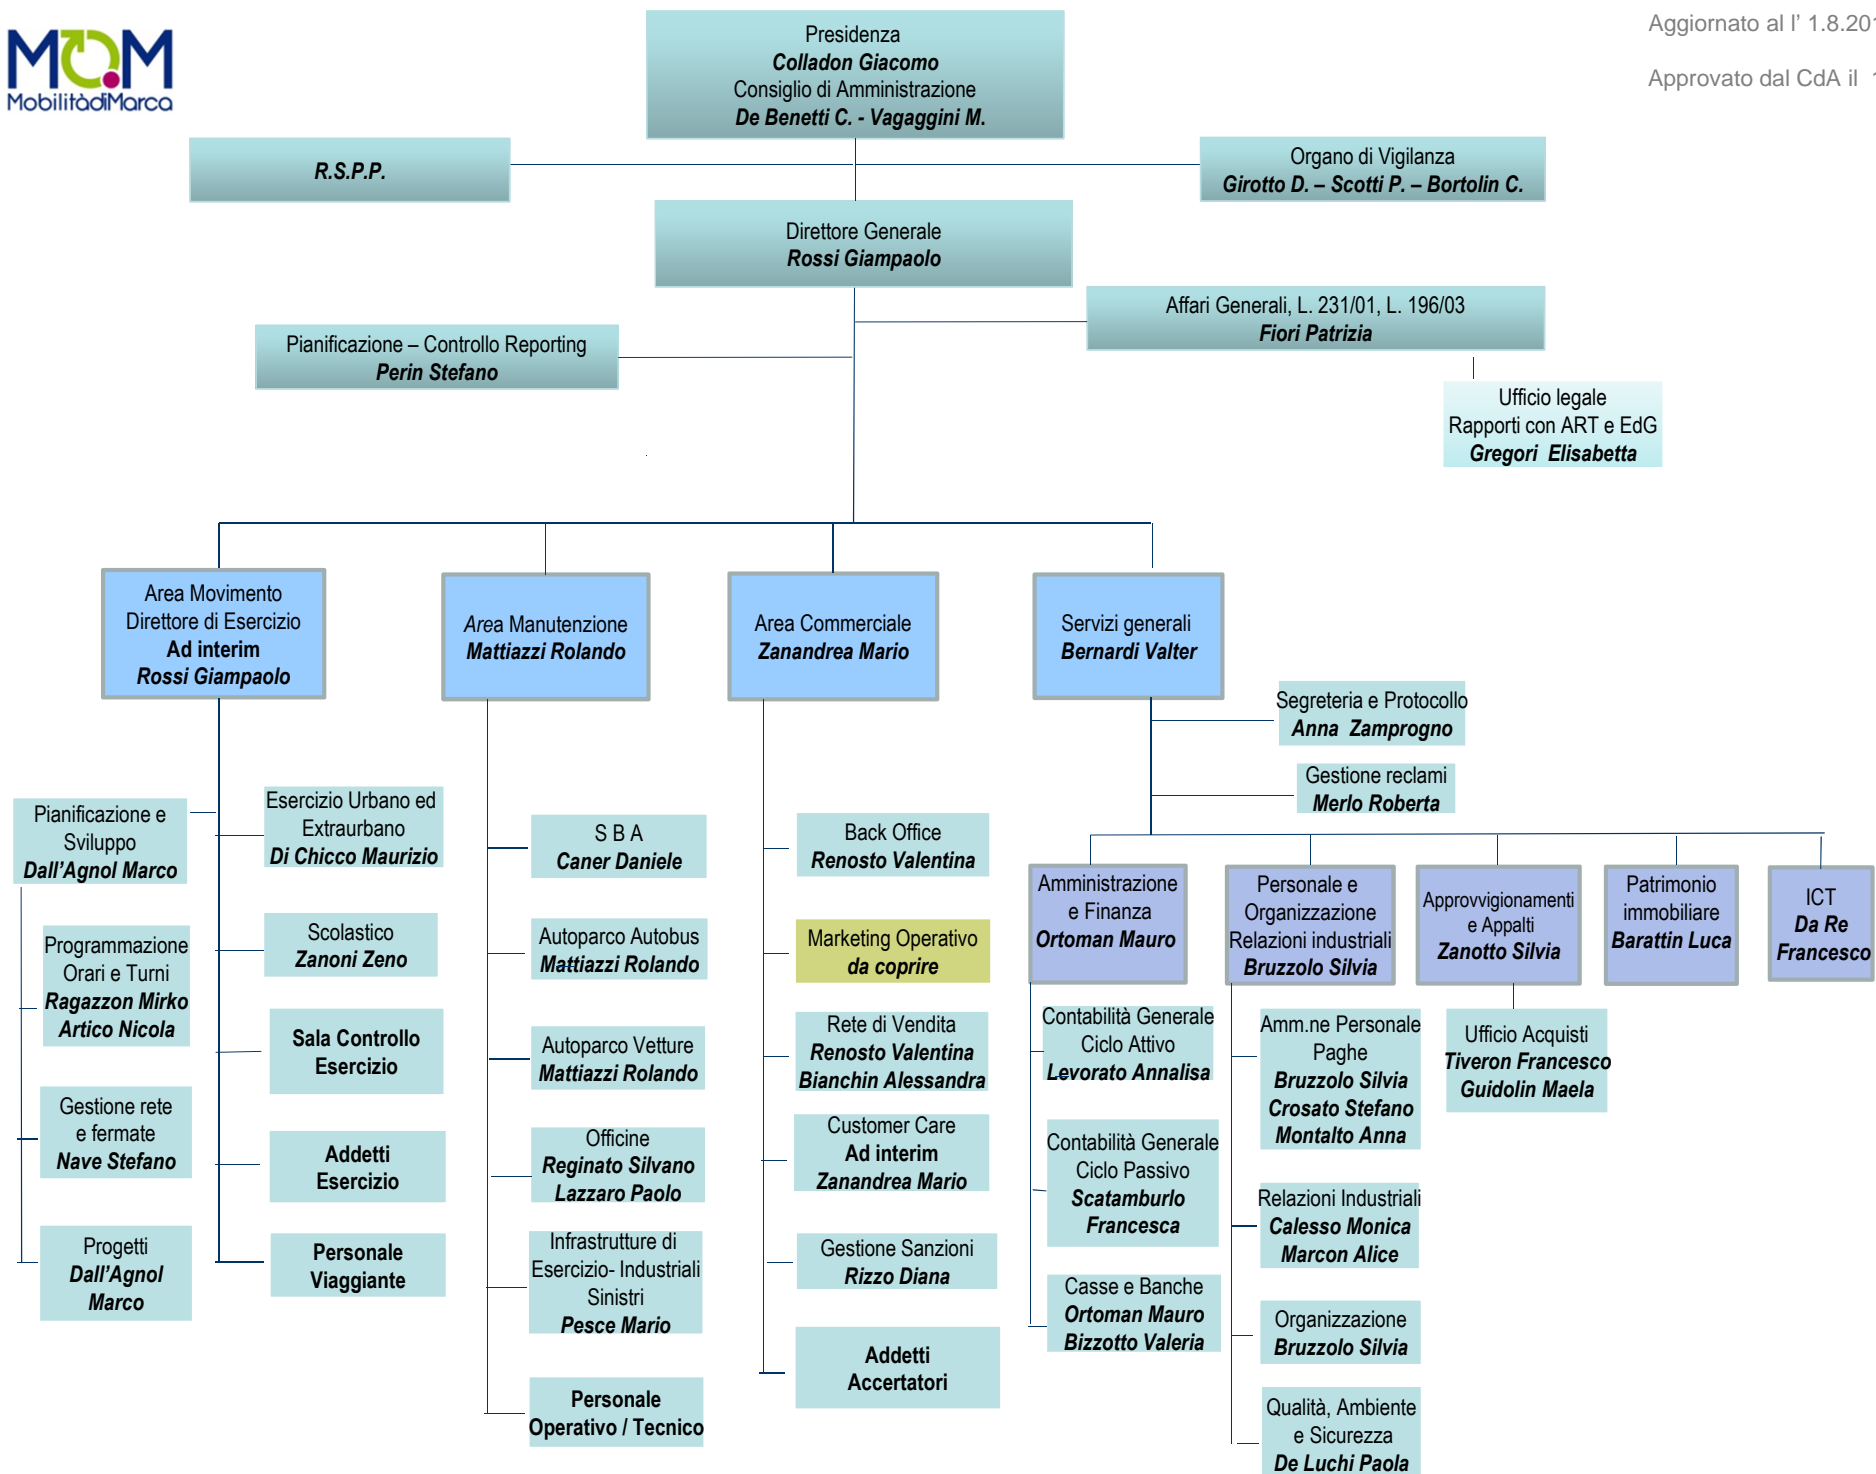 MOM
MobilitàdiMarca
Aggiornato al l' 1.8.201
Approvato dal CdA il 1
Presidenza
Colladon Giacomo
Consiglio di Amministrazione
De Benetti C. - Vagaggini M.
R.S.P.P.
Organo di Vigilanza
Girotto D. – Scotti P. – Bortolin C.
Direttore Generale
Rossi Giampaolo
Affari Generali, L. 231/01, L. 196/03
Fiori Patrizia
Pianificazione – Controllo Reporting
Perin Stefano
Ufficio legale
Rapporti con ART e EdG
Gregori Elisabetta
Area Movimento
Direttore di Esercizio
Ad interim
Rossi Giampaolo
Area Manutenzione
Mattiazzi Rolando
Area Commerciale
Zanandrea Mario
Servizi generali
Bernardi Valter
Segreteria e Protocollo
Anna Zamprogno
Gestione reclami
Merlo Roberta
Pianificazione e
Sviluppo
Dall'Agnol Marco
Programmazione
Orari e Turni
Ragazzon Mirko
Artico Nicola
Gestione rete
e fermate
Nave Stefano
Progetti
Dall'Agnol
Marco
Esercizio Urbano ed
Extraurbano
Di Chicco Maurizio
Scolastico
Zanoni Zeno
Sala Controllo
Esercizio
Addetti
Esercizio
Personale
Viaggiante
S B A
Caner Daniele
Autoparco Autobus
Mattiazzi Rolando
Autoparco Vetture
Mattiazzi Rolando
Officine
Reginato Silvano
Lazzaro Paolo
Infrastrutture di
Esercizio- Industriali
Sinistri
Pesce Mario
Personale
Operativo / Tecnico
Back Office
Renosto Valentina
Marketing Operativo
da coprire
Rete di Vendita
Renosto Valentina
Bianchin Alessandra
Customer Care
Ad interim
Zanandrea Mario
Gestione Sanzioni
Rizzo Diana
Addetti
Accertatori
Amministrazione
e Finanza
Ortoman Mauro
Contabilità Generale
Ciclo Attivo
Levorato Annalisa
Contabilità Generale
Ciclo Passivo
Scatamburlo
Francesca
Casse e Banche
Ortoman Mauro
Bizzotto Valeria
Personale e
Organizzazione
Relazioni industriali
Bruzzolo Silvia
Amm.ne Personale
Paghe
Bruzzolo Silvia
Crosato Stefano
Montalto Anna
Relazioni Industriali
Calesso Monica
Marcon Alice
Organizzazione
Bruzzolo Silvia
Qualità, Ambiente
e Sicurezza
De Luchi Paola
Approvvigionamenti
e Appalti
Zanotto Silvia
Ufficio Acquisti
Tiveron Francesco
Guidolin Maela
Patrimonio
immobiliare
Barattin Luca
ICT
Da Re
Francesco